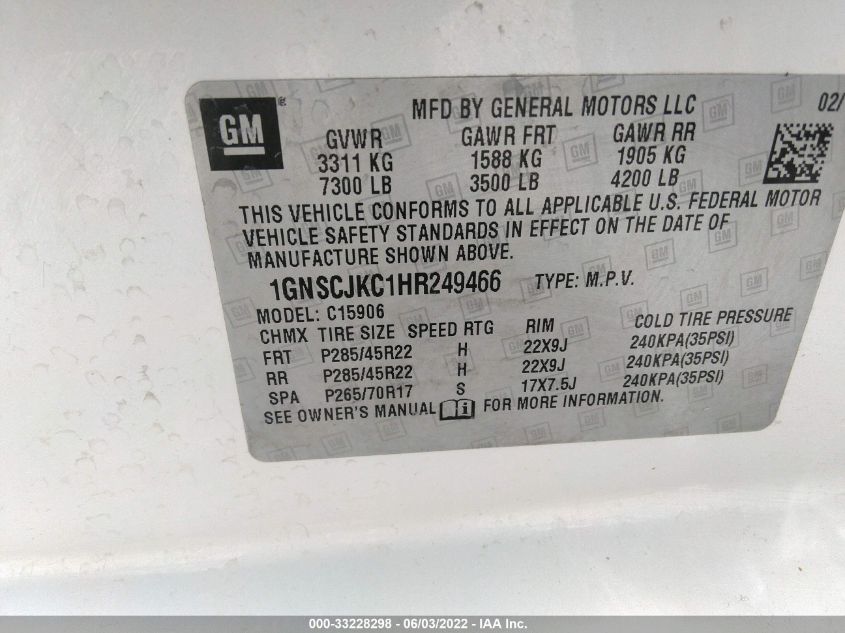 GM ® MFD BY GENERAL MOTORS LLC 02/
GVWR GAWR FRT GAWR RR
3311 KG 1588 KG 1905 KG
7300 LB 3500 LB 4200 LB
THIS VEHICLE CONFORMS TO ALL APPLICABLE U.S. FEDERAL MOTOR
VEHICLE SAFETY STANDARDS IN EFFECT ON THE DATE OF
MANUFACTURE SHOWN ABOVE.
1GNSCJKC1HR249466 TYPE: M.P.V.
MODEL: C15906
CHMX TIRE SIZE SPEED RTG RIM COLD TIRE PRESSURE
FRT P285/45R22 H 22X9J 240KPA(35PSI)
RR P285/45R22 H 22X9J 240KPA(35PSI)
SPA P265/70R17 S 17X7.5J 240KPA(35PSI)
SEE OWNER'S MANUAL FOR MORE INFORMATION.
000-33228298 - 06/03/2022 - IAA Inc.